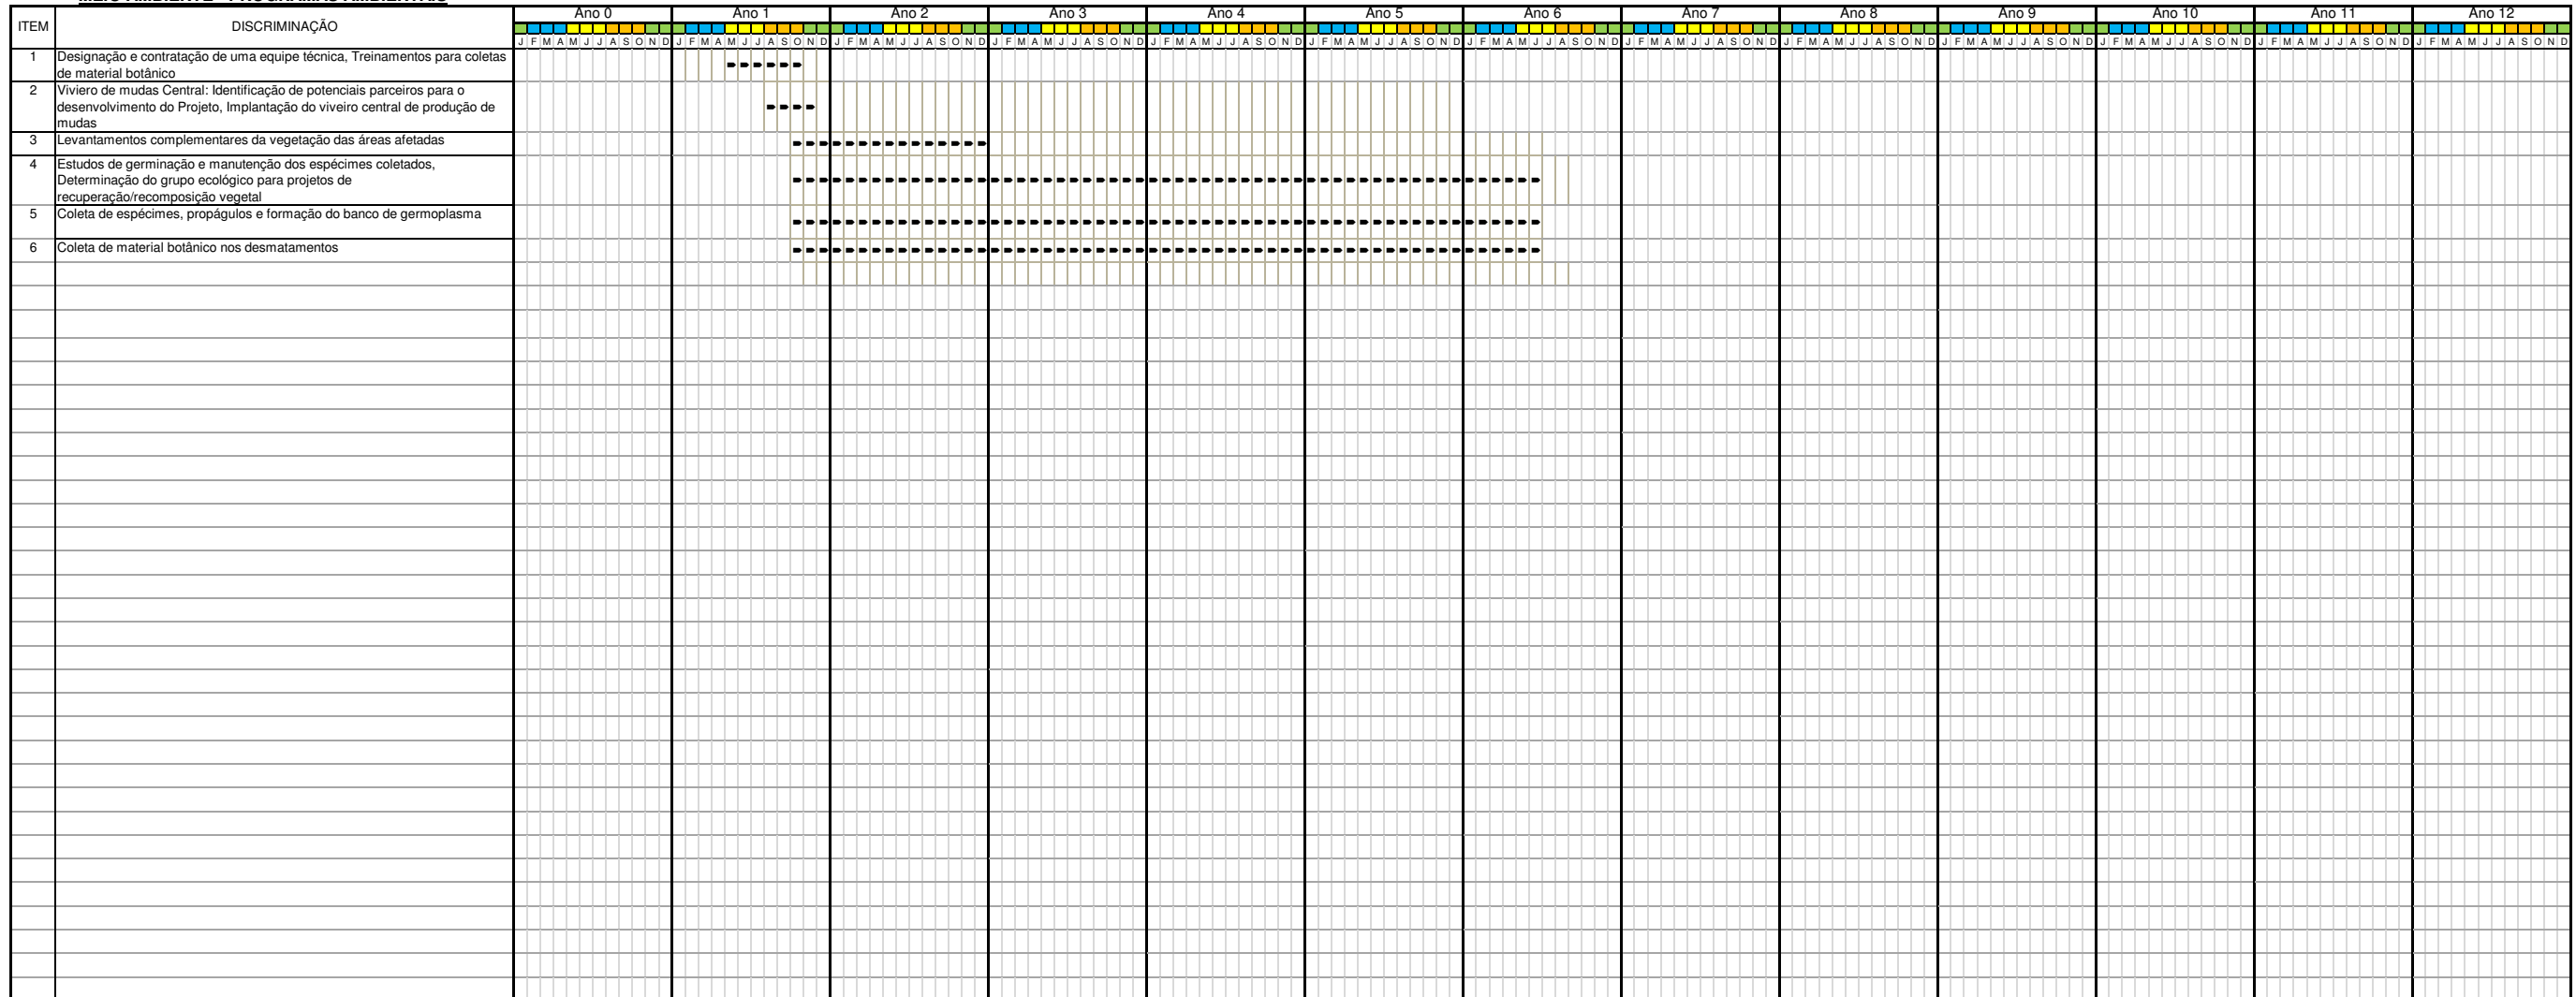 MEIO AMBIENTE - PROGRAMAS AMBIENTAIS
ITEM DISCRIMINAÇÃO Ano 0 Ano 1 Ano 2 Ano 3 Ano 4 Ano 5 Ano 6 Ano 7 Ano 8 Ano 9 Ano 10 Ano 11 Ano 12
J F M A M J J A S O N D J F M A M J J A S O N D J F M A M J J A S O N D J F M A M J J A S O N D J F M A M J J A S O N D J F M A M J J A S O N D J F M A M J J A S O N D J F M A M J J A S O N D J F M A M J J A S O N D J F M A M J J A S O N D J F M A M J J A S O N D J F M A M J J A S O N D J F M A M J J A S O N D
1 Designação e contratação de uma equipe técnica, Treinamentos para coletas
de material botânico
2 Viviero de mudas Central: Identificação de potenciais parceiros para o
desenvolvimento do Projeto, Implantação do viveiro central de produção de
mudas
3 Levantamentos complementares da vegetação das áreas afetadas
4 Estudos de germinação e manutenção dos espécimes coletados,
Determinação do grupo ecológico para projetos de
recuperação/recomposição vegetal
5 Coleta de espécimes, propágulos e formação do banco de germoplasma
6 Coleta de material botânico nos desmatamentos